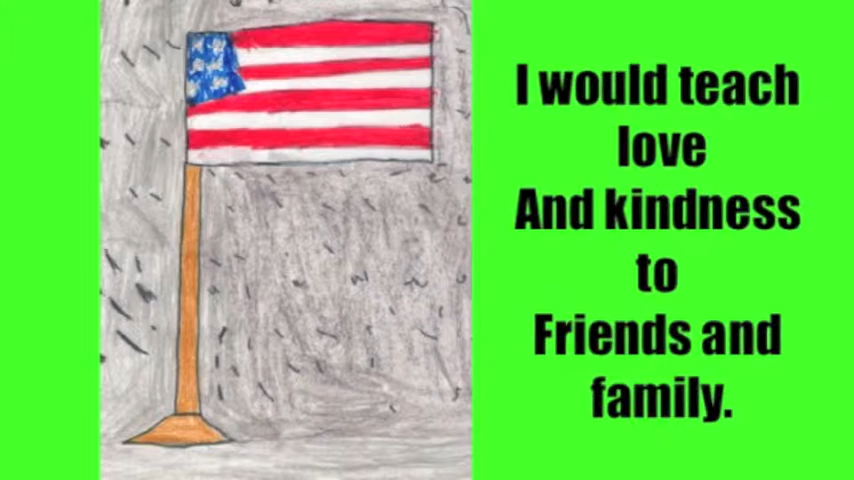 I would teach
love
And kindness
to
Friends and
family.